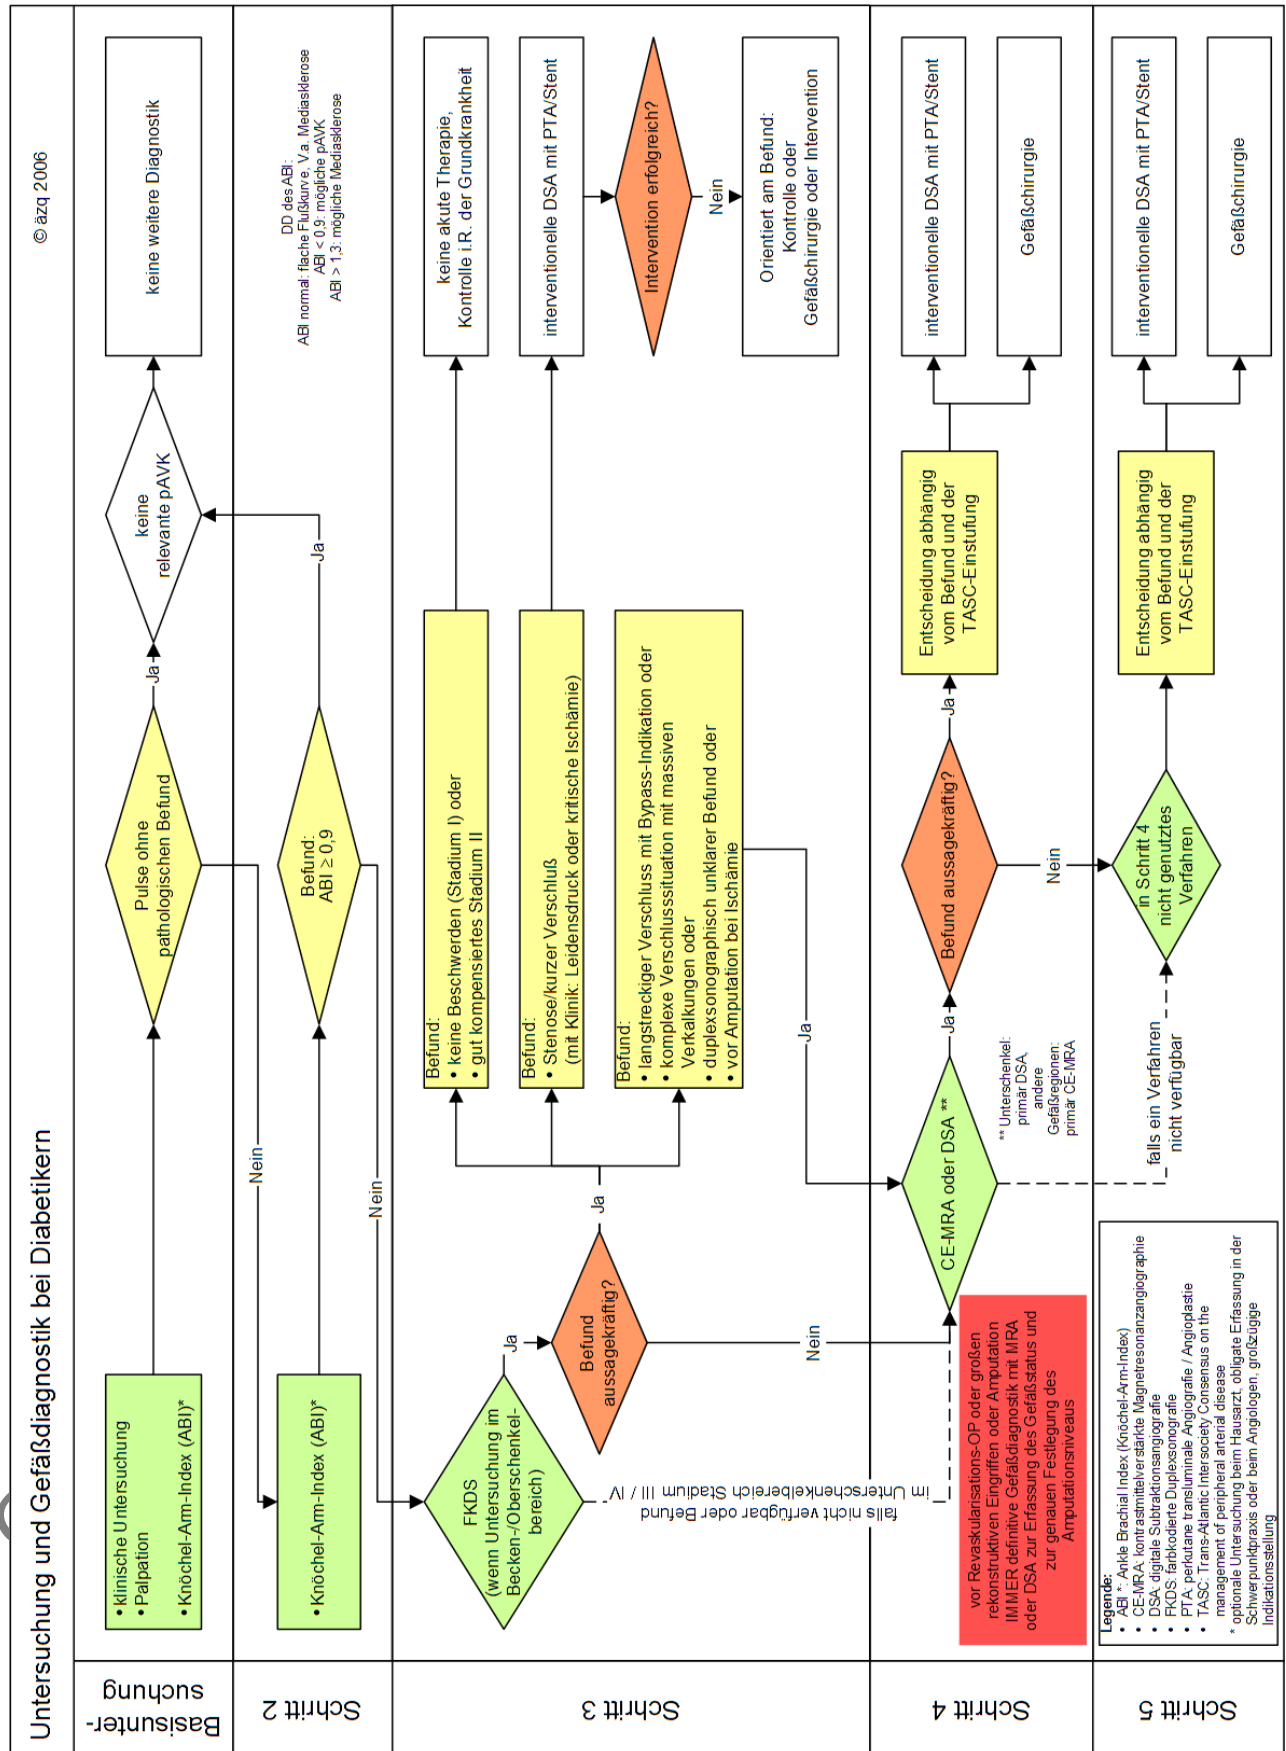 Untersuchung und Gefäßdiagnostik bei Diabetikern
© äzq 2006
Basisunter-
suchung
• klinische Untersuchung
• Palpation
• Knöchel-Arm-Index (ABI)*
Pulse ohne
pathologischen Befund
Ja
keine
relevante pAVK
keine weitere Diagnostik
Nein
Schritt 2
• Knöchel-Arm-Index (ABI)*
Befund:
ABI ≥ 0,9
Ja
Nein
DD des ABI:
ABI normal: flache Flußkurve, V.a. Mediasklerose
ABI < 0,9: mögliche pAVK
ABI > 1,3: mögliche Mediasklerose
Schritt 3
FKDS
(wenn Untersuchung im
Becken-/Oberschenkel-
bereich)
Ja
Befund
aussagekräftig?
Ja
Nein
falls nicht verfügbar oder Befund
im Unterschenkelbereich Stadium III / IV
Befund:
• keine Beschwerden (Stadium I) oder
• gut kompensiertes Stadium II
keine akute Therapie,
Kontrolle i.R. der Grundkrankheit
Befund:
• Stenose/kurzer Verschluß
(mit Klinik: Leidensdruck oder kritische Ischämie)
interventionelle DSA mit PTA/Stent
Intervention erfolgreich?
Nein
Orientiert am Befund:
Kontrolle oder
Gefäßchirurgie oder Intervention
Befund:
• langstreckiger Verschluss mit Bypass-Indikation oder
• komplexe Verschlusssituation mit massiven
Verkalkungen oder
• duplexsonographisch unklarer Befund oder
• vor Amputation bei Ischämie
Ja
Schritt 4
vor Revaskularisations-OP oder großen
rekonstruktiven Eingriffen oder Amputation
IMMER definitive Gefäßdiagnostik mit MRA
oder DSA zur Erfassung des Gefäßstatus und
zur genauen Festlegung des
Amputationsniveaus
CE-MRA oder DSA **
** Unterschenkel:
primär DSA,
andere
Gefäßregionen:
primär CE-MRA
Ja
Befund aussagekräftig?
Ja
Nein
Entscheidung abhängig
vom Befund und der
TASC-Einstufung
interventionelle DSA mit PTA/Stent
Gefäßchirurgie
Schritt 5
falls ein Verfahren
nicht verfügbar
in Schritt 4
nicht genutztes
Verfahren
Entscheidung abhängig
vom Befund und der
TASC-Einstufung
interventionelle DSA mit PTA/Stent
Gefäßchirurgie
Legende:
• ABI *: Ankle Brachial Index (Knöchel-Arm-Index)
• CE-MRA: kontrastmittelverstärkte Magnetresonanzangiographie
• DSA: digitale Subtraktionsangiografie
• FKDS: farbkodierte Duplexsonografie
• PTA: perkutane transluminale Angiografie / Angioplastie
• TASC: Trans-Atlantic Intersociety Consensus on the
management of peripheral arterial disease
* optionale Untersuchung beim Hausarzt, obligate Erfassung in der
Schwerpunktpraxis oder beim Angiologen, großzügige
Indikationsstellung